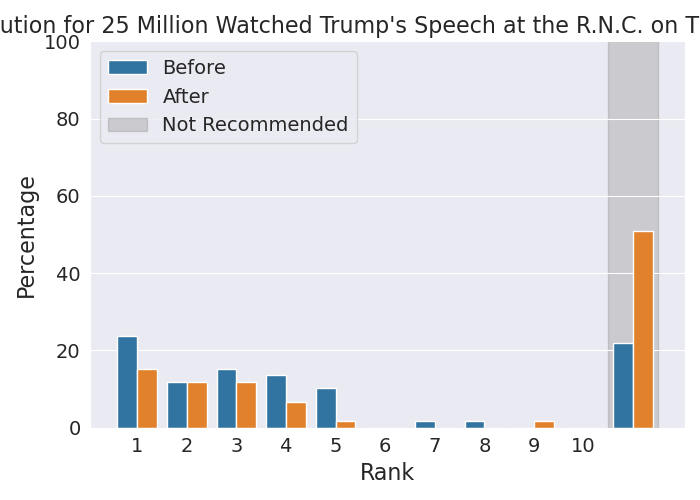 ution for 25 Million Watched Trump's Speech at the R.N.C. on T
100
80
60
40
20
0
Percentage
Before
After
Not Recommended
1 2 3 4 5 6 7 8 9 10
Rank